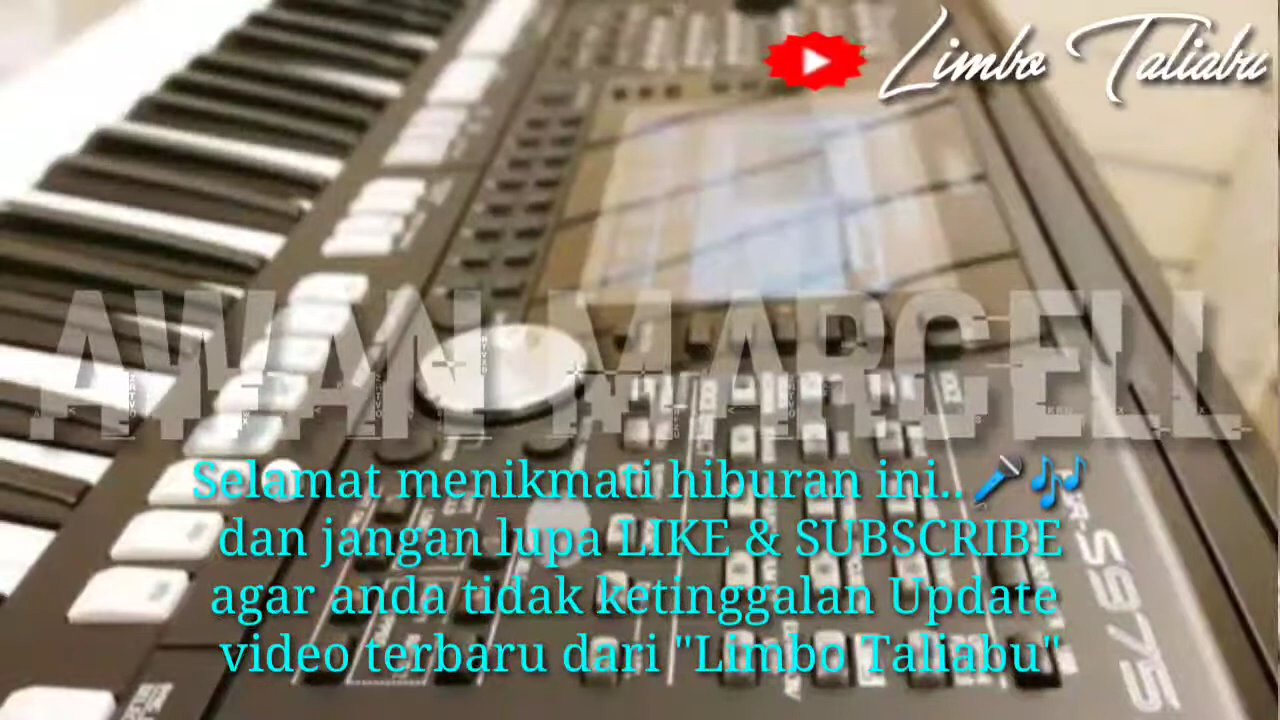 Limbo Taliabu
AWAN MARCELL
Selamat menikmati hiburan ini..🎤🎶
dan jangan lupa LIKE & SUBSCRIBE
agar anda tidak ketinggalan Update
video terbaru dari "Limbo Taliabu"
R-S975